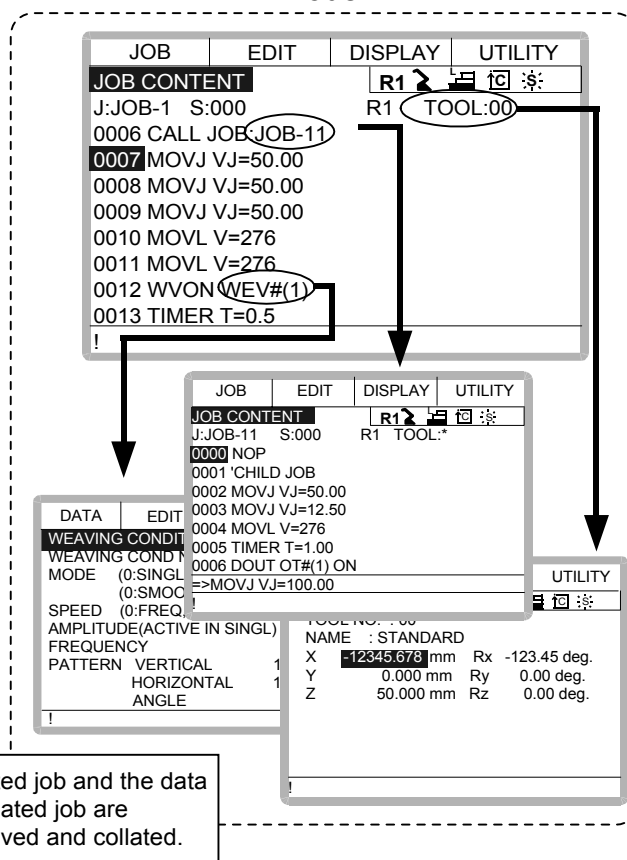 JOB EDIT DISPLAY UTILITY
JOB CONTENT R1 C S
J:JOB-1 S:000 R1 TOOL:00
0006 CALL JOB:JOB-11
0007 MOVJ VJ=50.00
0008 MOVJ VJ=50.00
0009 MOVJ VJ=50.00
0010 MOVL V=276
0011 MOVL V=276
0012 WVON WEV#(1)
0013 TIMER T=0.5
!
JOB EDIT DISPLAY UTILITY
JOB CONTENT R1 C S
J:JOB-11 S:000 R1 TOOL:*
0000 NOP
0001 'CHILD JOB
0002 MOVJ VJ=50.00
0003 MOVJ VJ=12.50
0004 MOVL V=276
0005 TIMER T=1.00
0006 DOUT OT#(1) ON
=>MOVJ VJ=100.00
!
DATA EDIT
WEAVING CONDIT
WEAVING COND N
MODE (0:SINGL
(0:SMOO
SPEED (0:FREQ,
AMPLITUDE(ACTIVE IN SINGL)
FREQUENCY
PATTERN VERTICAL 1
HORIZONTAL 1
ANGLE
!
UTILITY
C S
TOOL NO. : 00
NAME : STANDARD
X -12345.678 mm Rx -123.45 deg.
Y 0.000 mm Ry 0.00 deg.
Z 50.000 mm Rz 0.00 deg.
!
ed job and the data
ated job are
ved and collated.